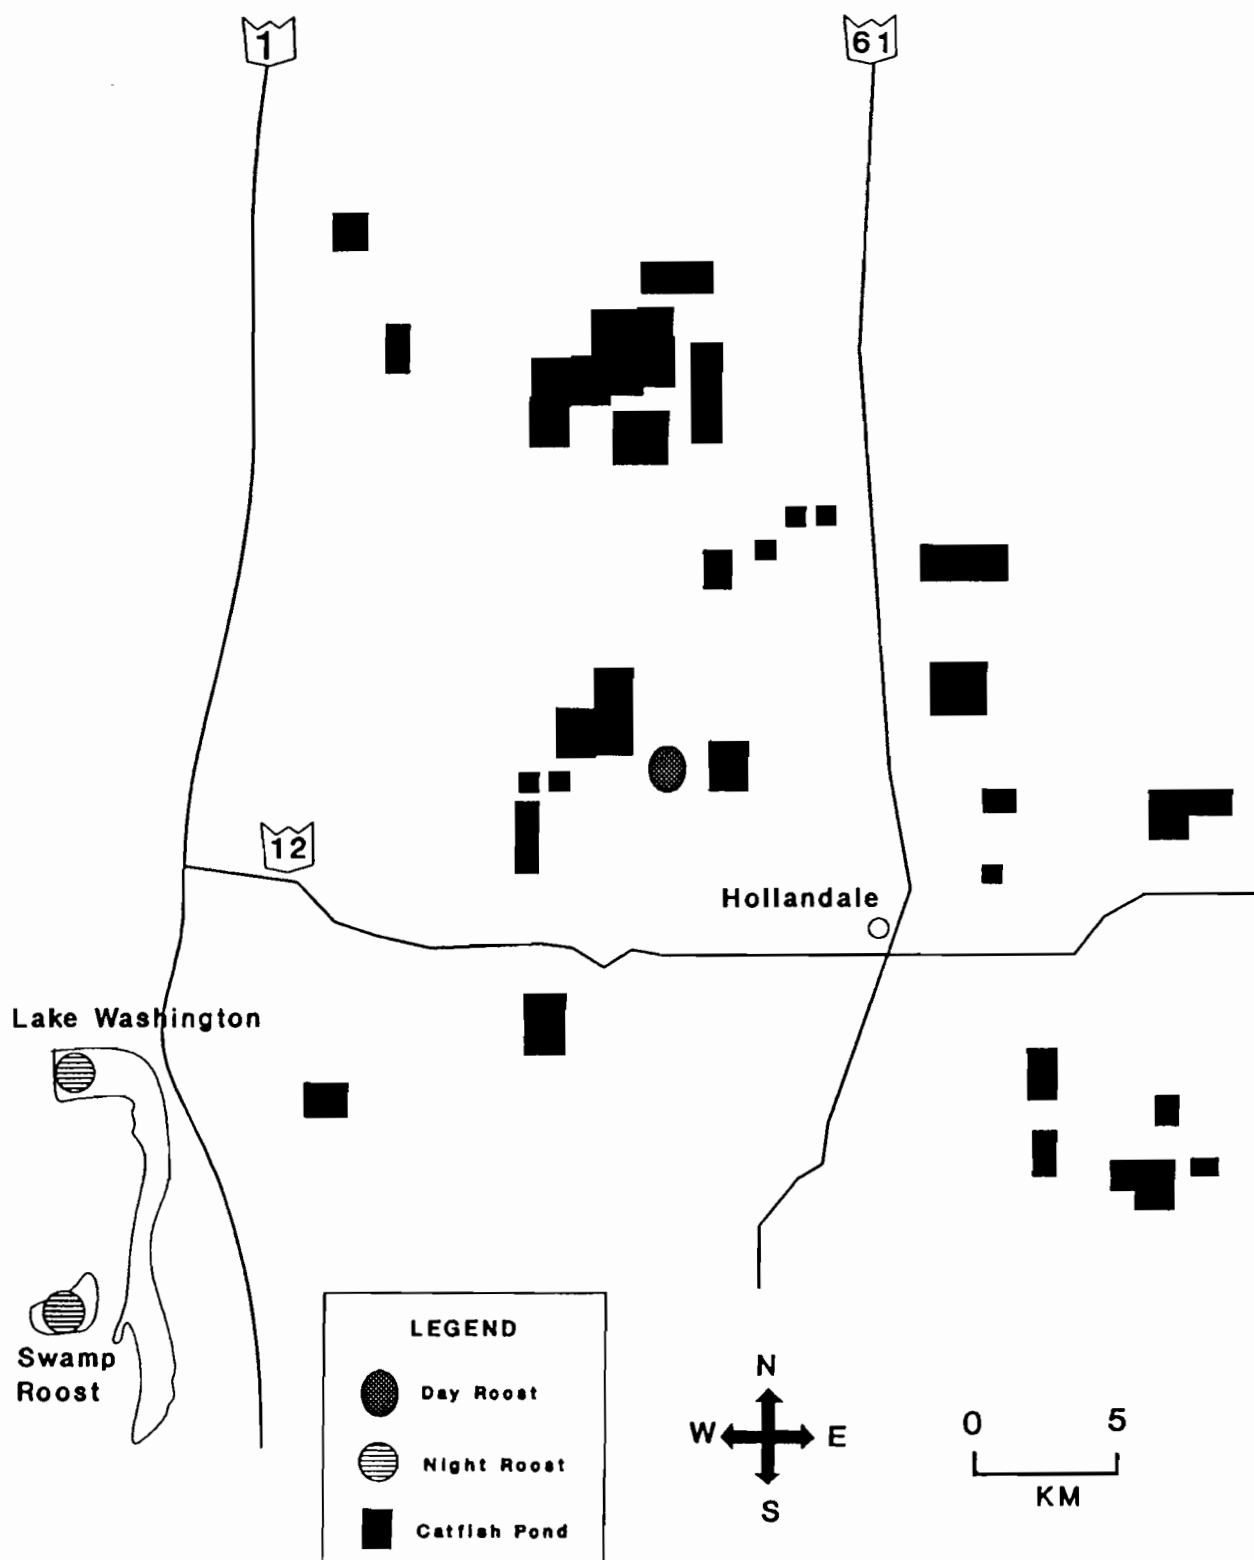 1
61
12
Hollandale
Lake Washington
Swamp
Roost
LEGEND
Day Roost
Night Roost
Catfish Pond
N
W E
S
0 5
KM